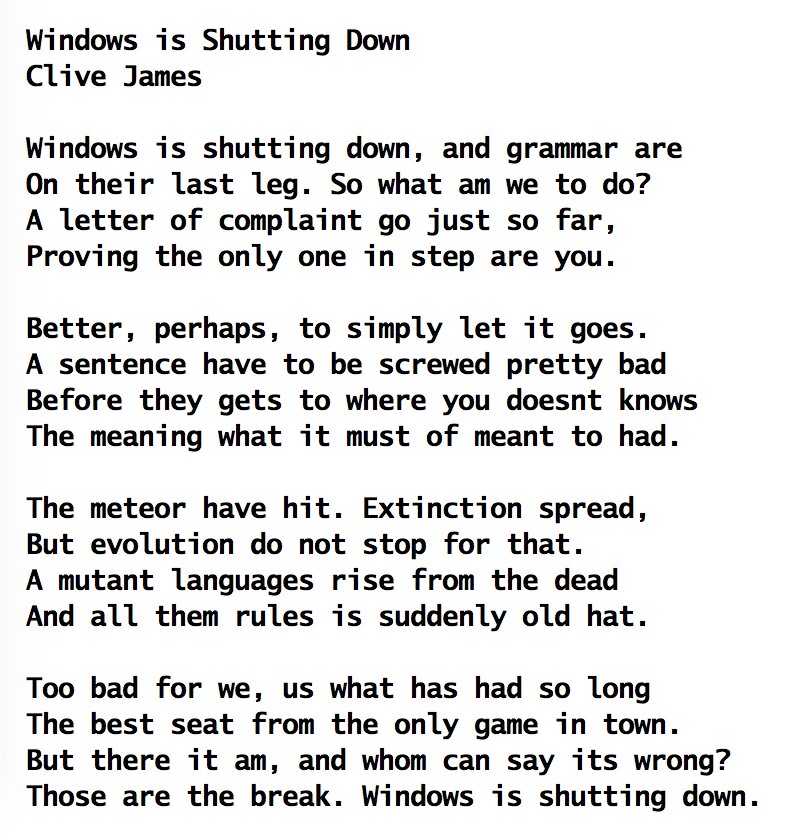 Windows is Shutting Down
Clive James
Windows is shutting down, and grammar are
On their last leg. So what am we to do?
A letter of complaint go just so far,
Proving the only one in step are you.
Better, perhaps, to simply let it goes.
A sentence have to be screwed pretty bad
Before they gets to where you doesnt knows
The meaning what it must of meant to had.
The meteor have hit. Extinction spread,
But evolution do not stop for that.
A mutant languages rise from the dead
And all them rules is suddenly old hat.
Too bad for we, us what has had so long
The best seat from the only game in town.
But there it am, and whom can say its wrong?
Those are the break. Windows is shutting down.